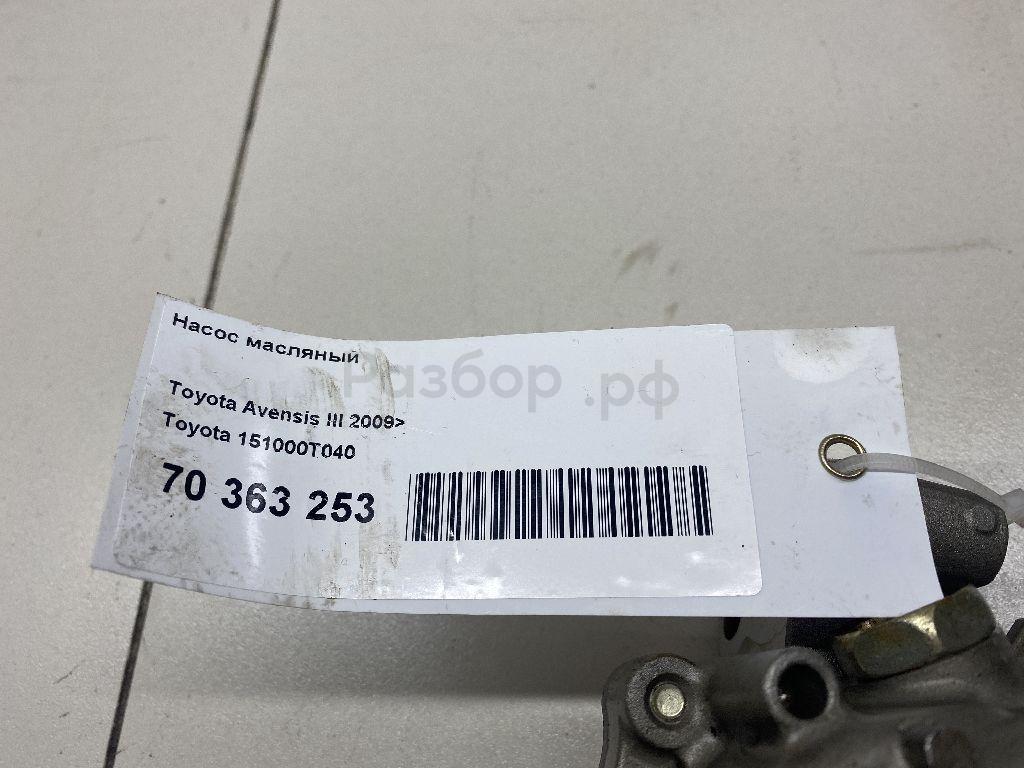 Насос масляный
Разбор.рф
Toyota Avensis III 2009>
Toyota 151000T040
70 363 253